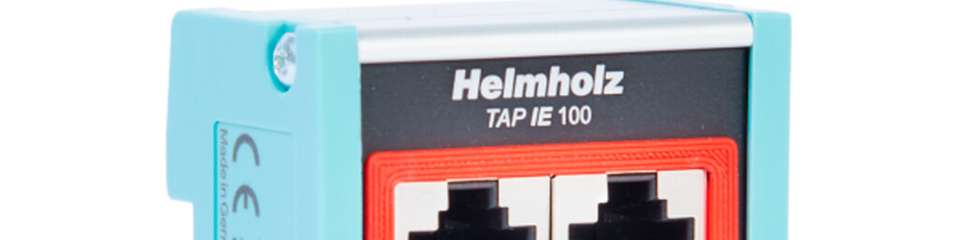 Helmholz
TAP IE 100
CE
Made in